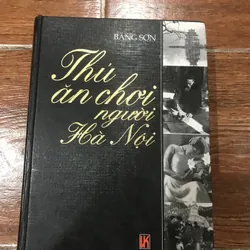 BĂNG SƠN
Thú
ăn chơi
người
Hà Nội